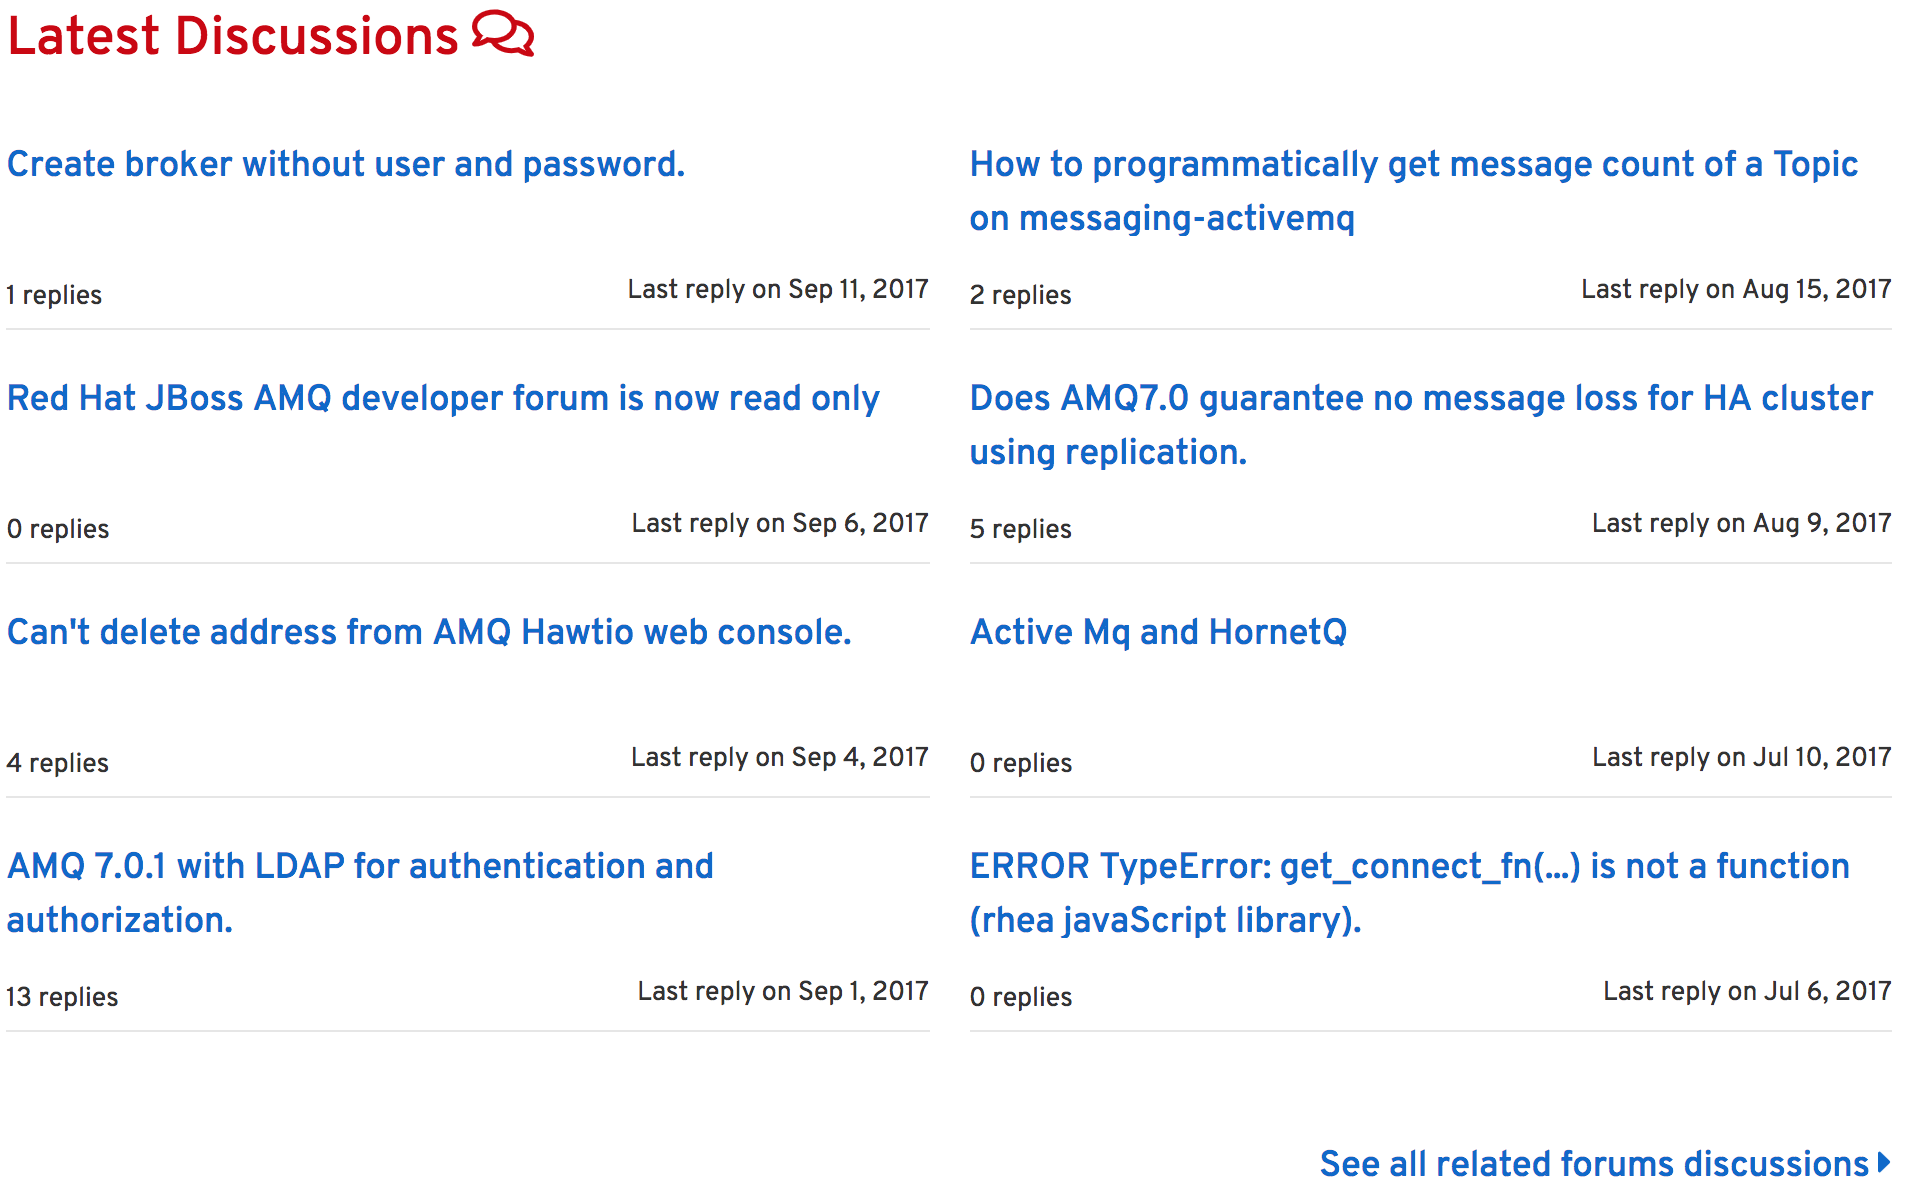 Latest Discussions
Create broker without user and password.
1 replies
Last reply on Sep 11, 2017
Red Hat JBoss AMQ developer forum is now read only
0 replies
Last reply on Sep 6, 2017
Can't delete address from AMQ Hawtio web console.
4 replies
Last reply on Sep 4, 2017
AMQ 7.0.1 with LDAP for authentication and
authorization.
13 replies
Last reply on Sep 1, 2017
How to programmatically get message count of a Topic
on messaging-activemq
2 replies
Last reply on Aug 15, 2017
Does AMQ7.0 guarantee no message loss for HA cluster
using replication.
5 replies
Last reply on Aug 9, 2017
Active Mq and HornetQ
0 replies
Last reply on Jul 10, 2017
ERROR TypeError: get_connect_fn(...) is not a function
(rhea javaScript library).
0 replies
Last reply on Jul 6, 2017
See all related forums discussions